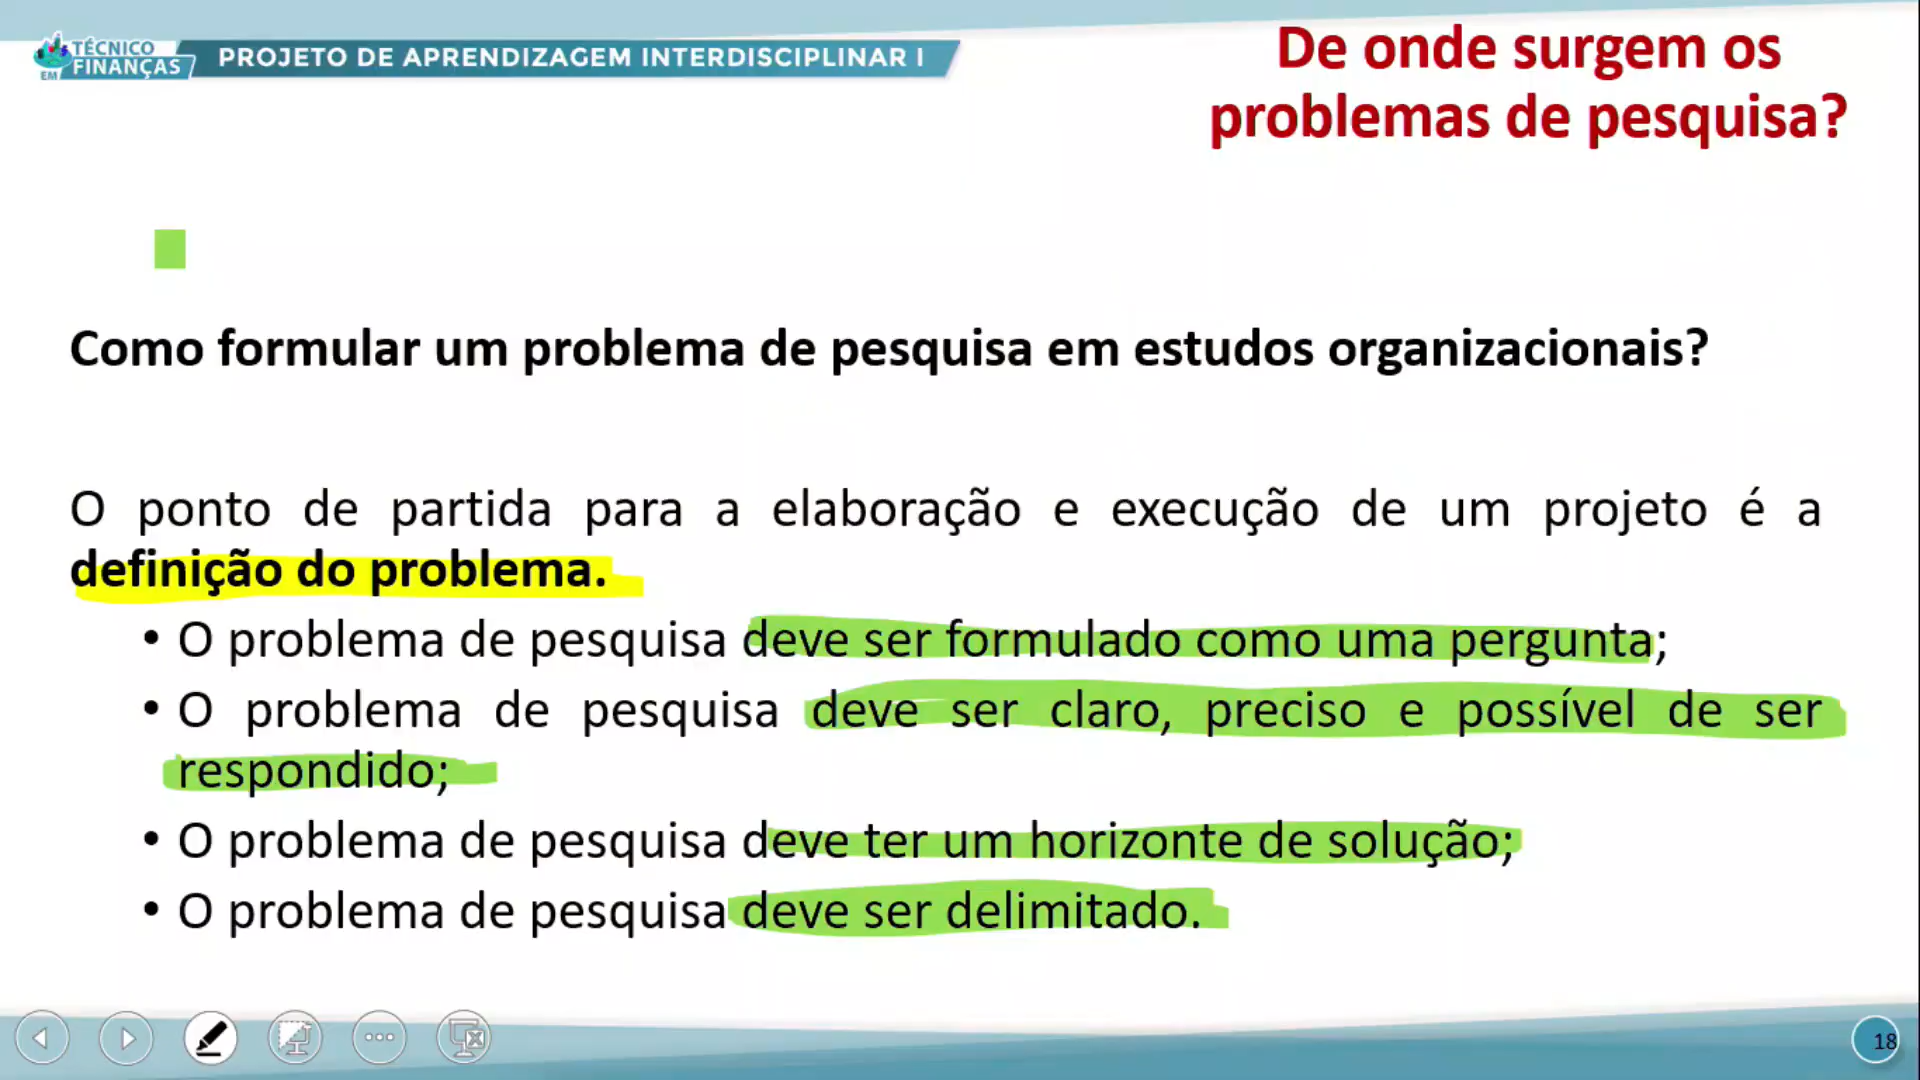 TÉCNICO
EM FINANÇAS
PROJETO DE APRENDIZAGEM INTERDISCIPLINAR I
De onde surgem os
problemas de pesquisa?
Como formular um problema de pesquisa em estudos organizacionais?
O ponto de partida para a elaboração e execução de um projeto é a
definição do problema.
• O problema de pesquisa deve ser formulado como uma pergunta;
• O problema de pesquisa deve ser claro, preciso e possível de ser
respondido;
• O problema de pesquisa deve ter um horizonte de solução;
• O problema de pesquisa deve ser delimitado.
18